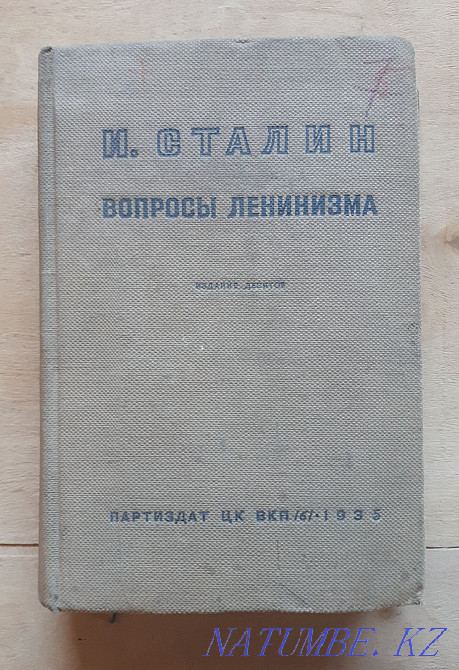 И. СТАЛИН
ВОПРОСЫ ЛЕНИНИЗМА
ИЗДАНИЕ ДЕСЯТОЕ
ПАРТИЗДАТ ЦК ВКП/б/·1935
NATUMBE.KZ